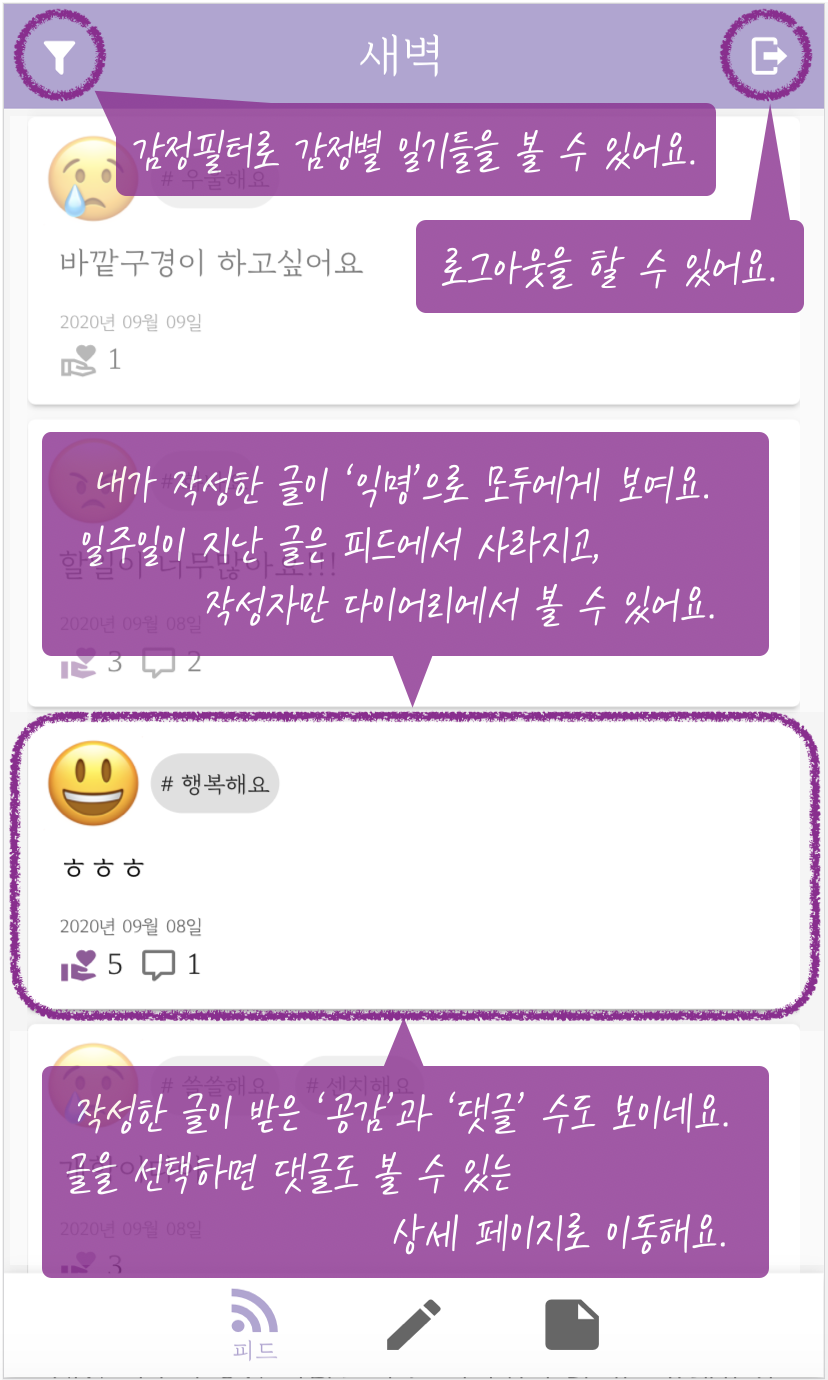 새벽
감정필터로 감정별 일기들을 볼 수 있어요.
# 우울해요
로그아웃을 할 수 있어요.
바깥구경이 하고싶어요
2020년 09월 09일
1
내가 작성한 글이 ‘익명’으로 모두에게 보여요.
일주일이 지난 글은 피드에서 사라지고,
할일이 너무많아요!!!
작성자만 다이어리에서 볼 수 있어요.
2020년 09월 08일
3 2
# 행복해요
ㅎㅎㅎ
2020년 09월 08일
5 1
# 쓸쓸해요 # 센치해요
작성한 글이 받은 ‘공감’과 ‘댓글’ 수도 보이네요.
글을 선택하면 댓글도 볼 수 있는
상세 페이지로 이동해요.
2020년 09월 08일
3
피드